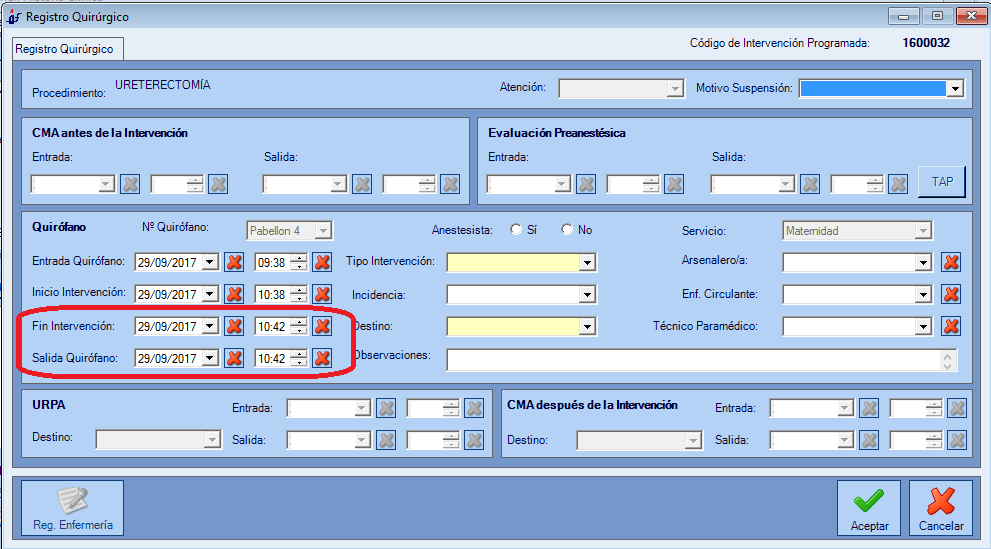 Registro Quirúrgico
Código de Intervención Programada: 1600032
Registro Quirúrgico
Procedimiento: URETERECTOMÍA Atención: Motivo Suspensión:
CMA antes de la Intervención
Entrada: Salida:
Evaluación Preanestésica
Entrada: Salida:
TAP
Quirófano Nº Quirófano: Pabellon 4 Anestesista: Sí No Servicio: Maternidad
Entrada Quirófano: 29/09/2017 09:38 Tipo Intervención: Arsenalero/a:
Inicio Intervención: 29/09/2017 10:38 Incidencia: Enf. Circulante:
Fin Intervención: 29/09/2017 10:42 Destino: Técnico Paramédico:
Salida Quirófano: 29/09/2017 10:42 Observaciones:
URPA Entrada:
Destino: Salida:
CMA después de la Intervención Entrada:
Destino: Salida:
Reg. Enfermería Aceptar Cancelar